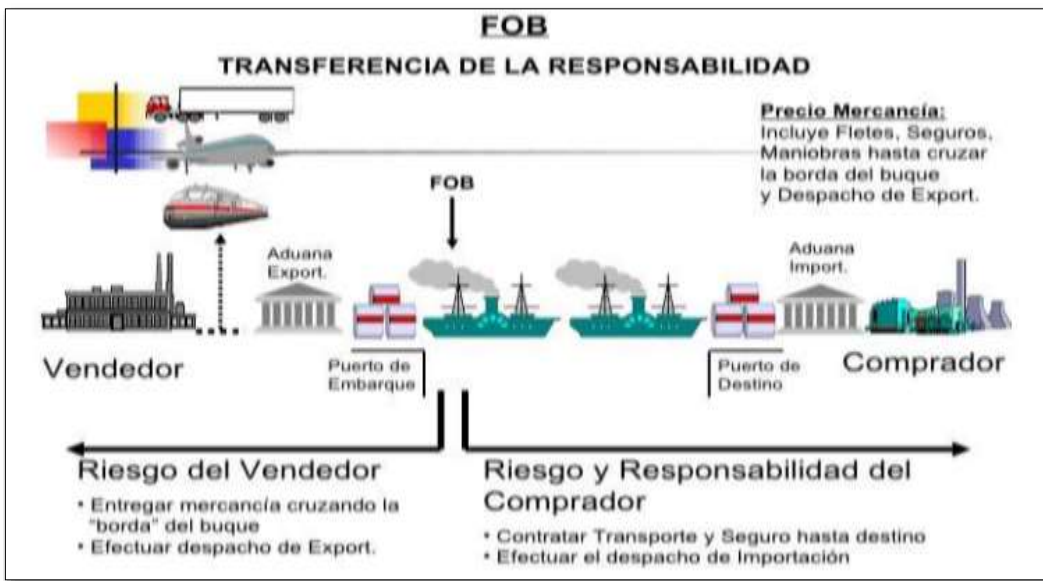 FOB
TRANSFERENCIA DE LA RESPONSABILIDAD
Precio Mercancía:
Incluye Fletes, Seguros,
Maniobras hasta cruzar
la borda del buque
y Despacho de Export.
FOB
Aduana
Export.
Aduana
Import.
Vendedor
Puerto de
Embarque
Puerto de
Destino
Comprador
Riesgo del Vendedor
• Entregar mercancía cruzando la
"borda" del buque
• Efectuar despacho de Export.
Riesgo y Responsabilidad del
Comprador
• Contratar Transporte y Seguro hasta destino
• Efectuar el despacho de Importación